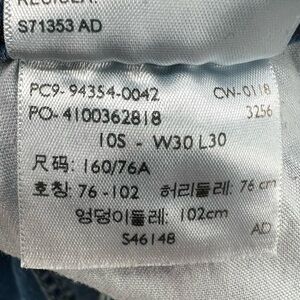 S71353 AD
PC9-94354-0042 CW-0118
PO-4100362818 3256
10S - W30 L30
尺码: 160/76A
호칭: 76-102 허리둘레: 76 cm
엉덩이둘레: 102cm
S46148 AD